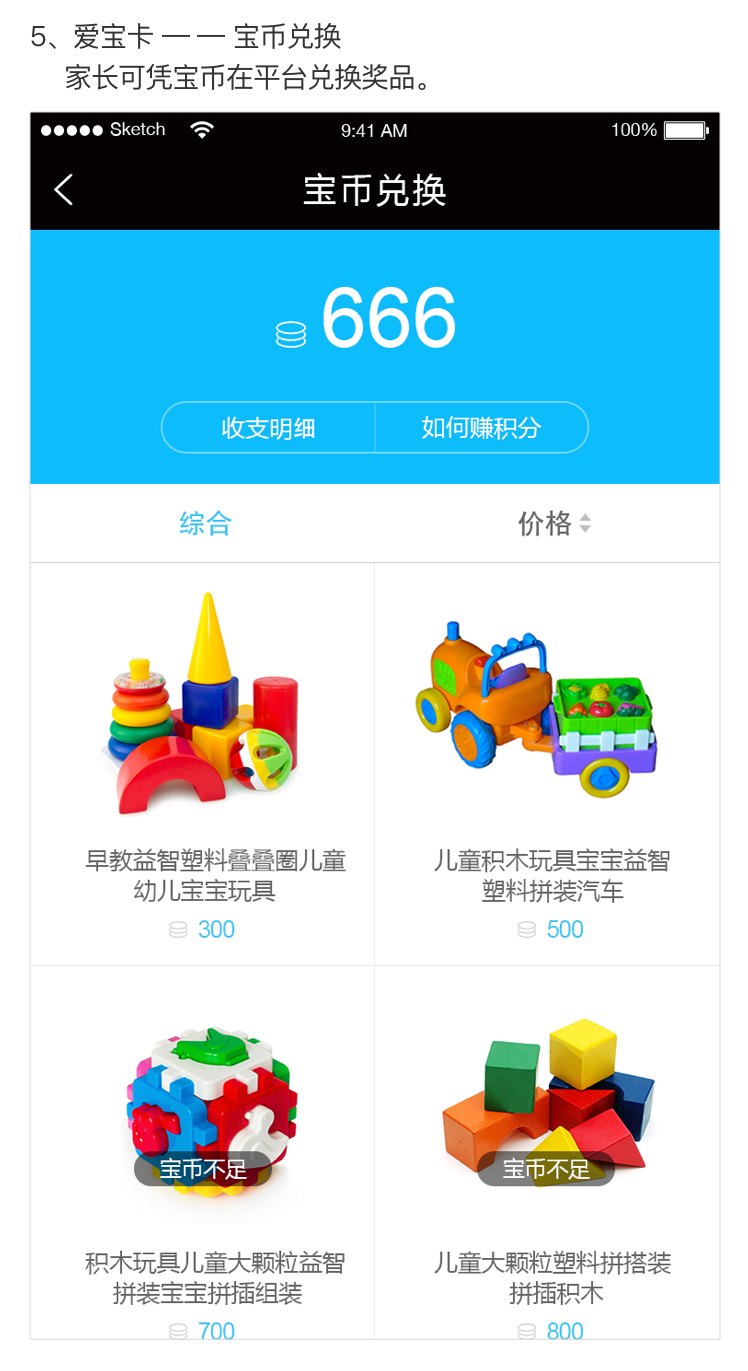 5、爱宝卡 — — 宝币兑换
家长可凭宝币在平台兑换奖品。
Sketch 9:41 AM 100%
宝币兑换
666
收支明细 如何赚积分
综合 价格
早教益智塑料叠叠圈儿童 儿童积木玩具宝宝益智
幼儿宝宝玩具 塑料拼装汽车
300 500
宝币不足 宝币不足
积木玩具儿童大颗粒益智 儿童大颗粒塑料拼搭装
拼装宝宝拼插组装 拼插积木
700 800